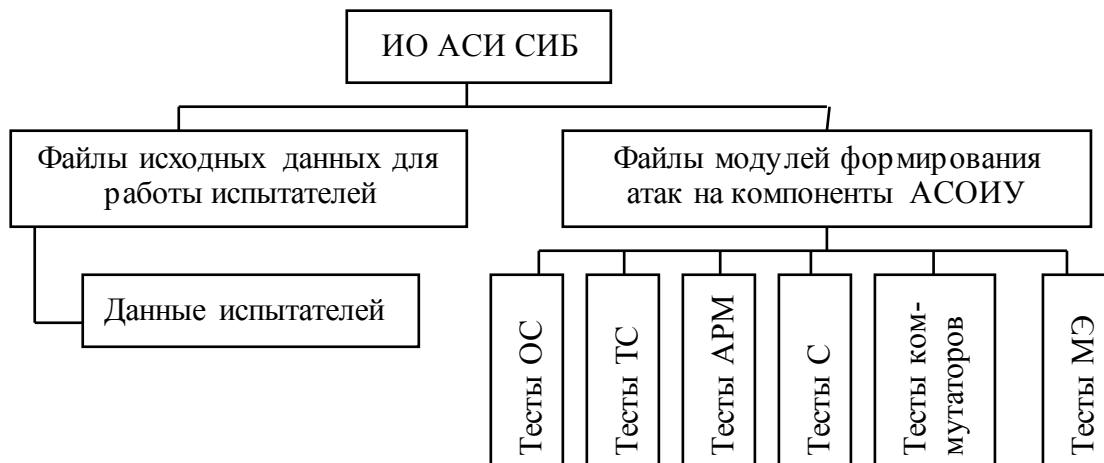 ИО АСИ СИБ
Файлы исходных данных для
работы испытателей
Файлы модулей формирования
атак на компоненты АСОИУ
Данные испытателей
Тесты ОС
Тесты ТС
Тесты АРМ
Тесты С
Тесты ком-
мутаторов
Тесты МЭ